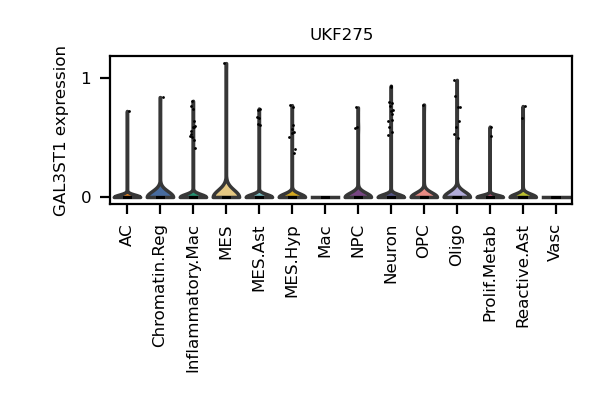 UKF275
GAL3ST1 expression
1
0
AC
Chromatin.Reg
Inflammatory.Mac
MES
MES.Ast
MES.Hyp
Mac
NPC
Neuron
OPC
Oligo
Prolif.Metab
Reactive.Ast
Vasc